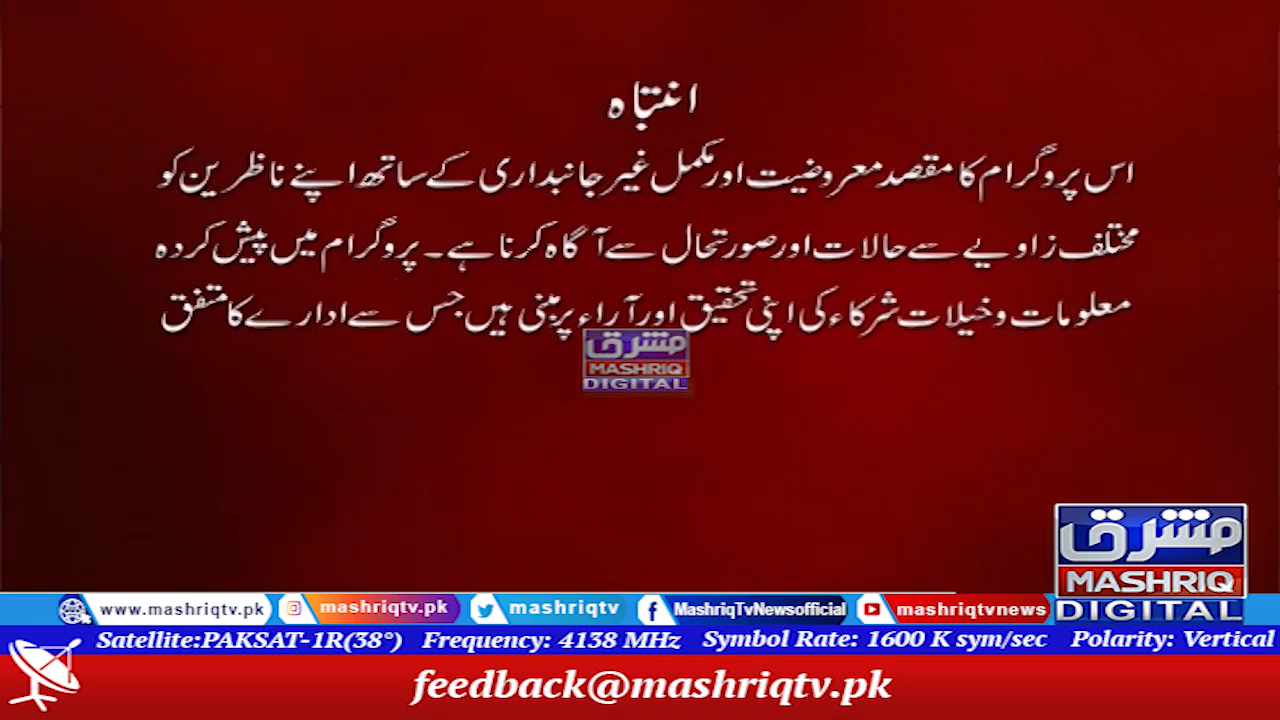 انتباہ
اس پروگرام کا مقصد معروضیت اور مکمل غیر جانبداری کے ساتھ اپنے ناظرین کو
مختلف زاویے سے حالات اور صورتحال سے آگاہ کرنا ہے۔ پروگرام میں پیش کردہ
معلومات و خیلات شرکاء کی اپنی تحقیق اور آراء پر مبنی ہیں جس سے ادارے کا متفق
مشرق
MASHRIQ
DIGITAL
مشرق
MASHRIQ
DIGITAL
www.mashriqtv.pk mashriqtv.pk mashriqtv MashriqTvNewsofficial mashriqtvnews
Satellite:PAKSAT-1R(38°) Frequency: 4138 MHz Symbol Rate: 1600 K sym/sec Polarity: Vertical
feedback@mashriqtv.pk